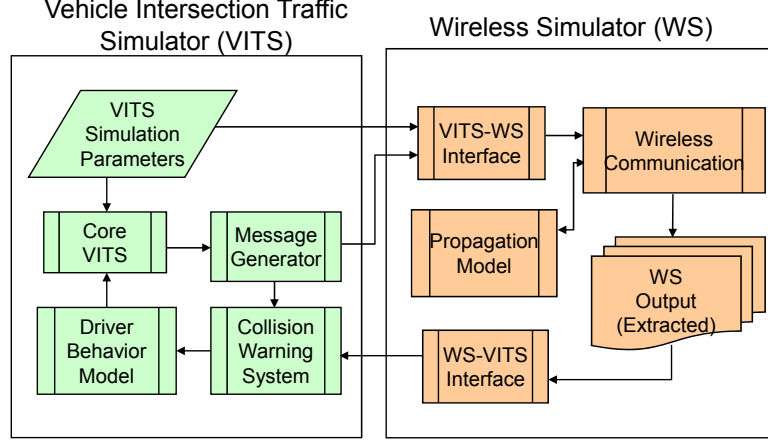 Vehicle Intersection Traffic
Simulator (VITS)
Wireless Simulator (WS)
VITS
Simulation
Parameters
VITS-WS
Interface
Wireless
Communication
Core
VITS
Message
Generator
Propagation
Model
WS
Output
(Extracted)
Driver
Behavior
Model
Collision
Warning
System
WS-VITS
Interface